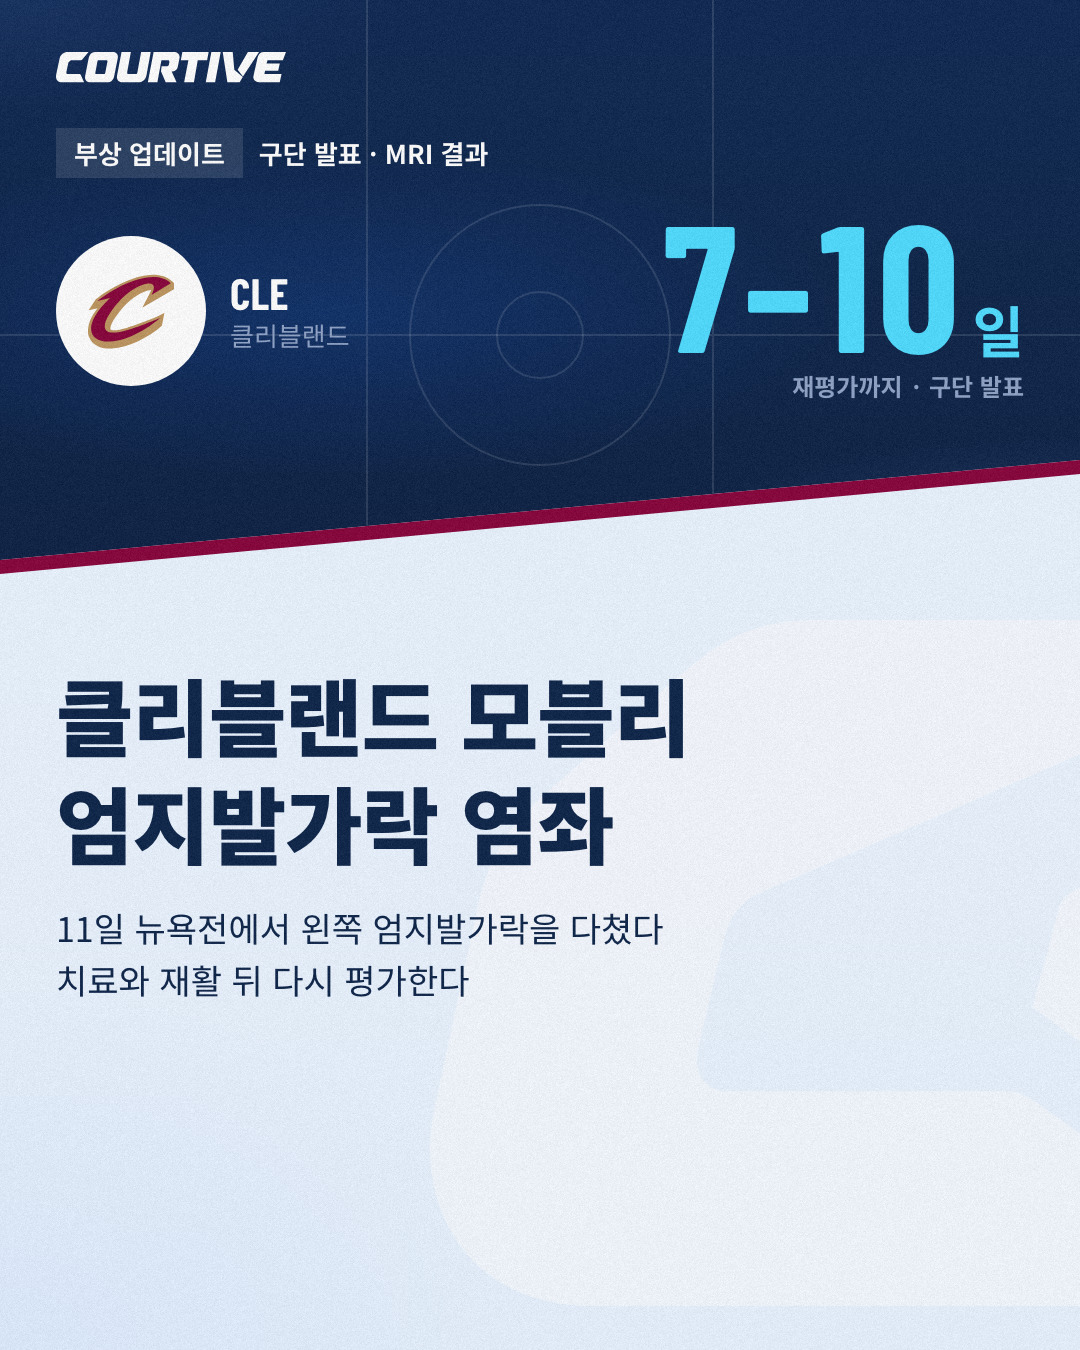 COURTIVE
부상 업데이트 구단 발표 · MRI 결과
CLE
클리블랜드
7–10일
재평가까지 · 구단 발표
클리블랜드 모블리
엄지발가락 염좌
11일 뉴욕전에서 왼쪽 엄지발가락을 다쳤다
치료와 재활 뒤 다시 평가한다